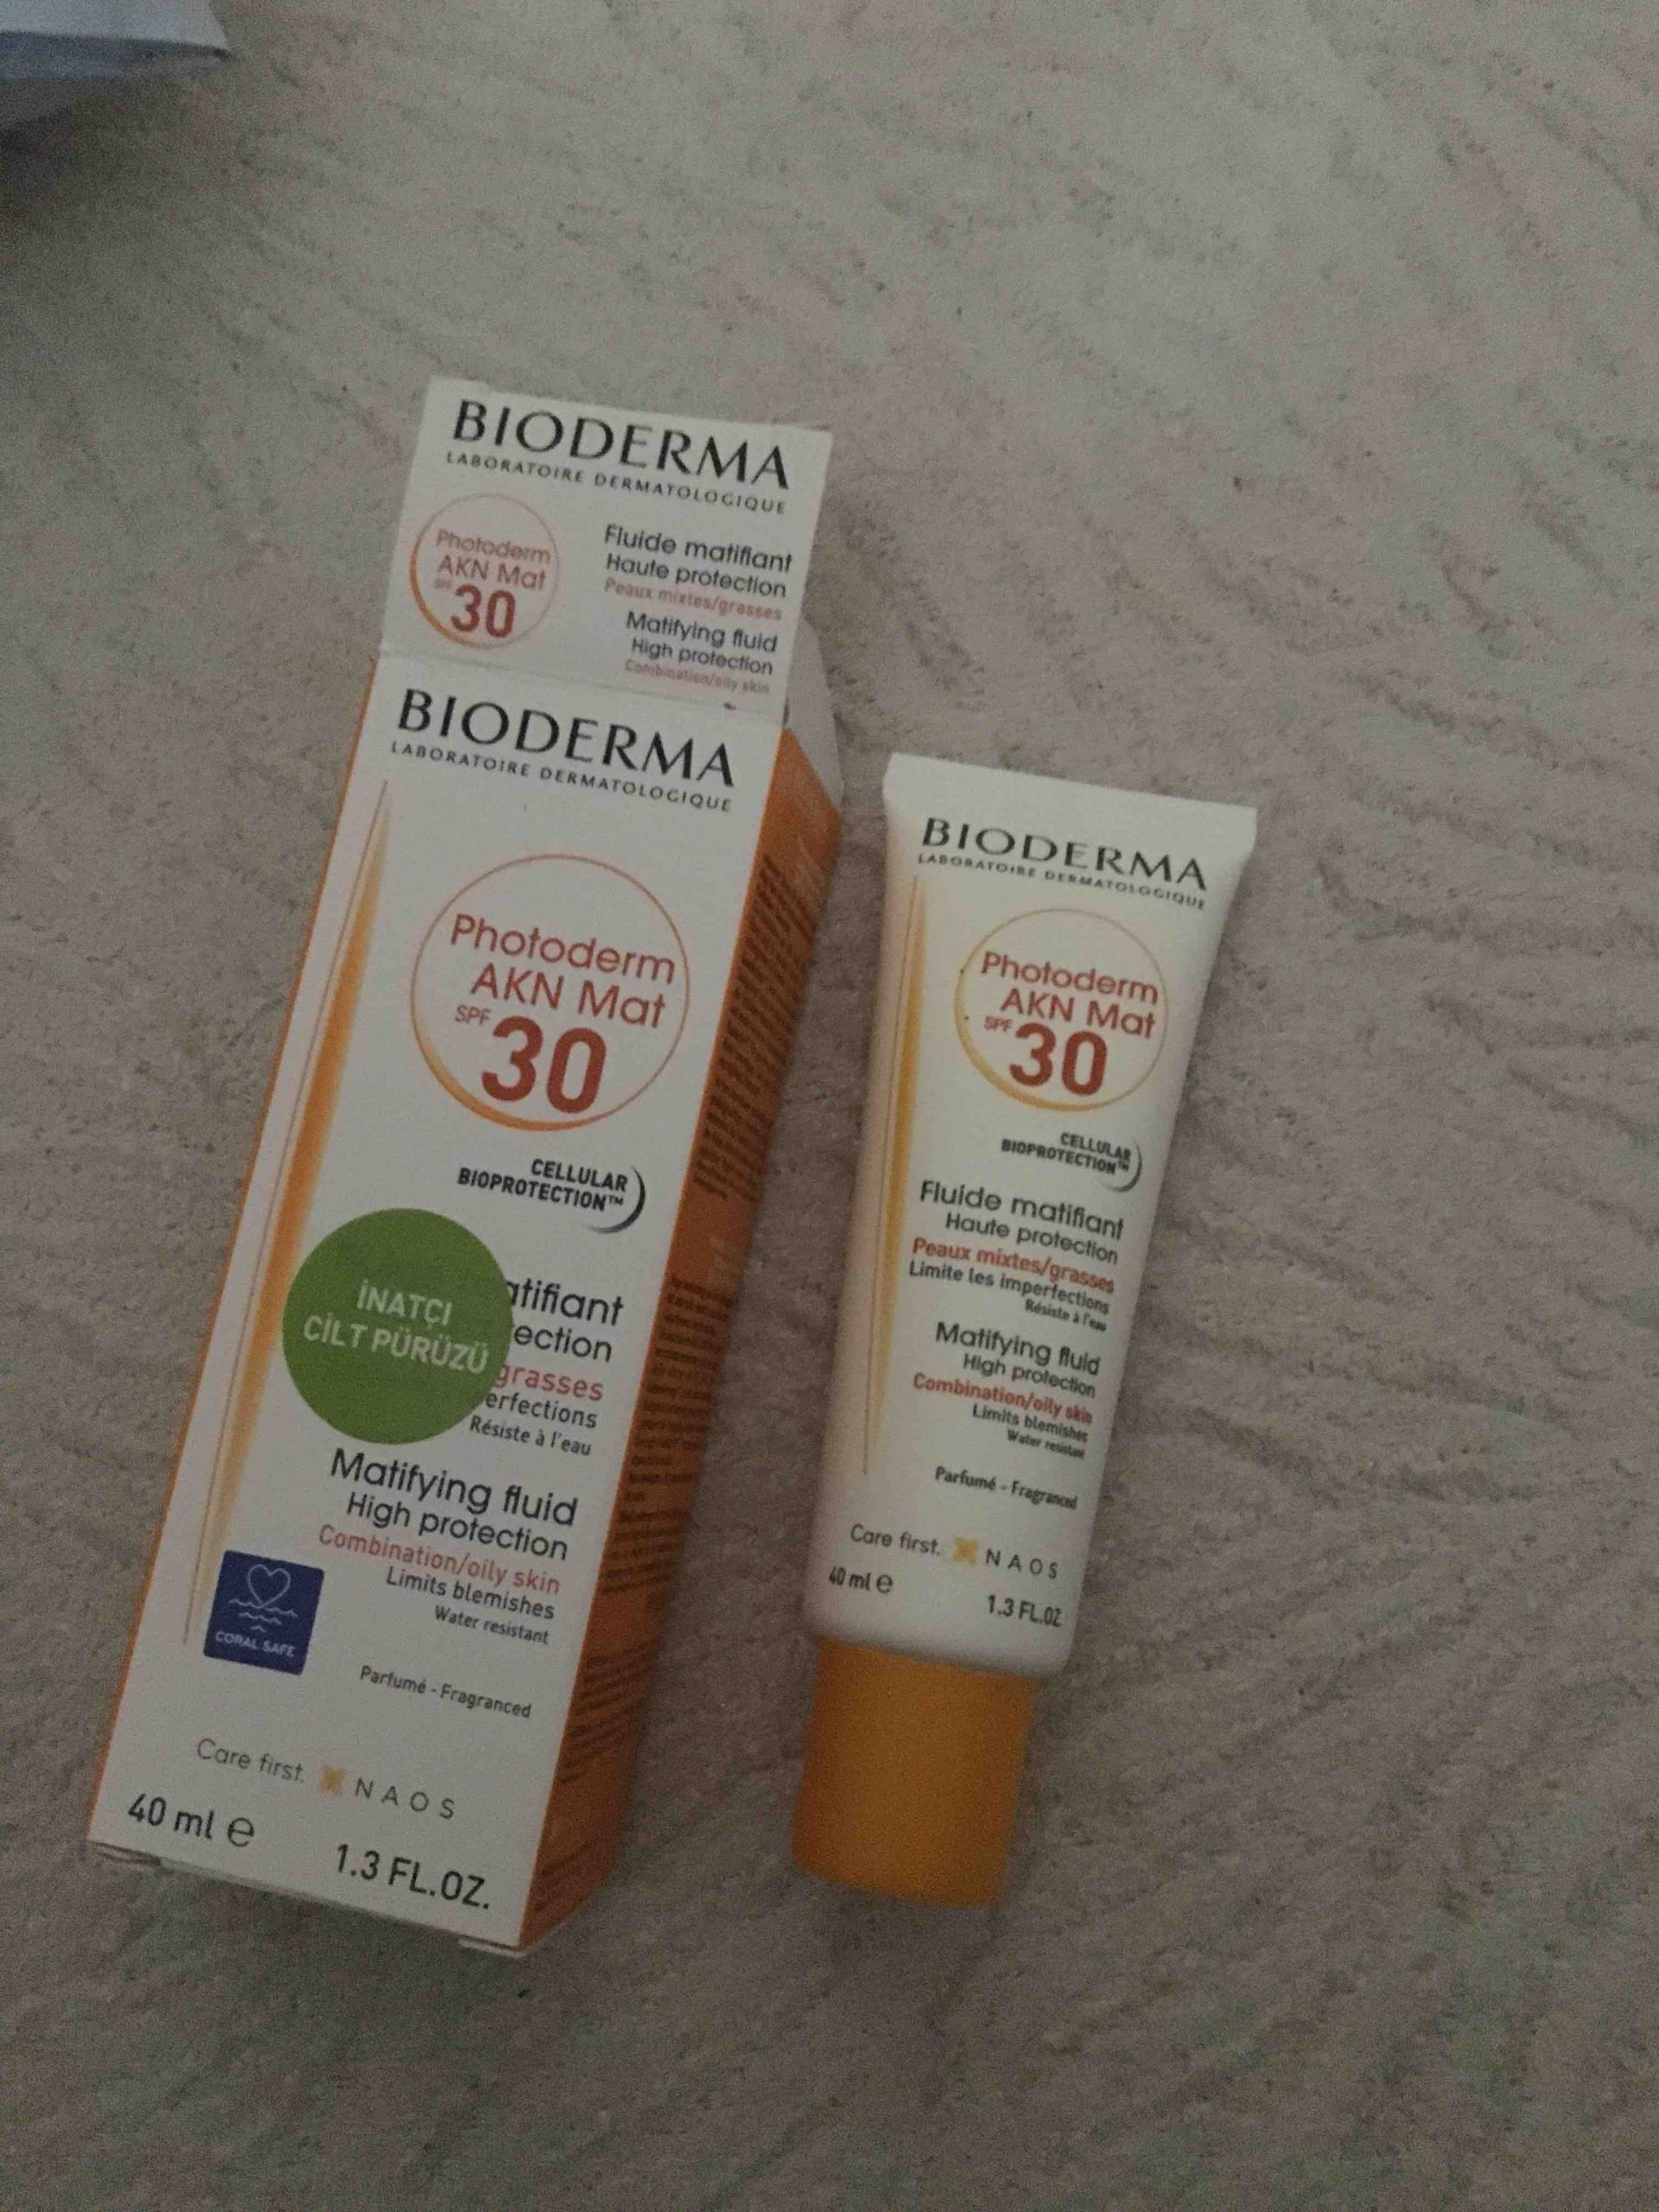 BIODERMA
LABORATOIRE DERMATOLOGIQUE
Photoderm
AKN Mat
SPF 30
Fluide matifiant
Haute protection
Peaux mixtes/grasses
Matifying fluid
High protection
Combination/oily skin
BIODERMA
LABORATOIRE DERMATOLOGIQUE
Photoderm
AKN Mat
SPF 30
CELLULAR
BIOPROTECTION™
İNATÇI
CİLT PÜRÜZÜ
atifiant
ection
grasses
erfections
Résiste à l'eau
Matifying fluid
High protection
Combination/oily skin
Limits blemishes
Water resistant
CORAL SAFE
Parfumé - Fragranced
Care first. NAOS
40 ml e
1.3 FL.OZ.
BIODERMA
LABORATOIRE DERMATOLOGIQUE
Photoderm
AKN Mat
SPF 30
CELLULAR
BIOPROTECTION™
Fluide matifiant
Haute protection
Peaux mixtes/grasses
Limite les imperfections
Résiste à l'eau
Matifying fluid
High protection
Combination/oily skin
Limits blemishes
Water resistant
Parfumé - Fragranced
Care first. NAOS
40 ml e
1.3 FL.OZ